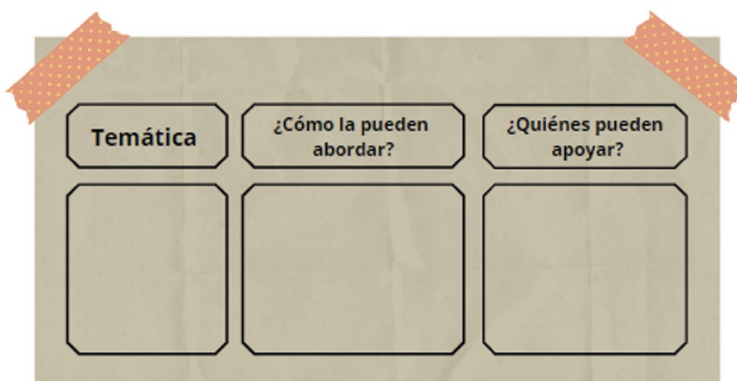 Temática
¿Cómo la pueden
abordar?
¿Quiénes pueden
apoyar?